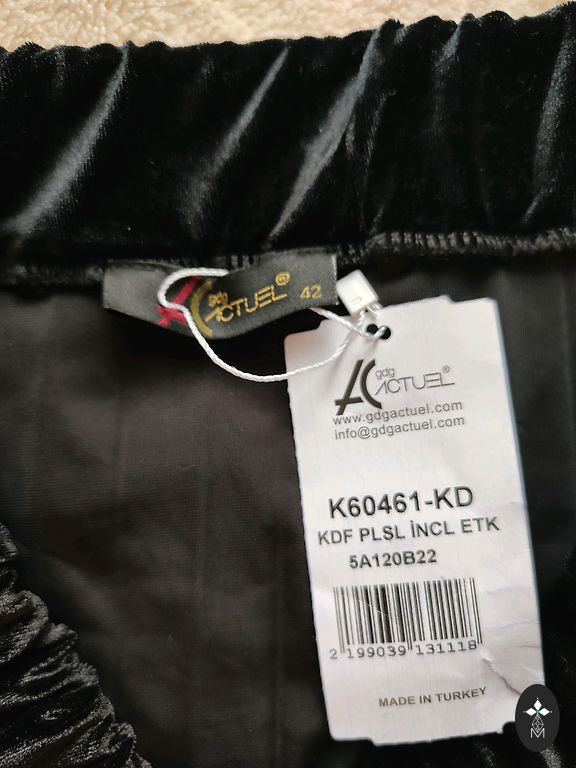 gdg
ACTUEL® 42
gdg
ACTUEL®
www.gdgactuel.com
info@gdgactuel.com
K60461-KD
KDF PLSL İNCL ETK
5A120B22
2 199039 131118
MADE IN TURKEY
M